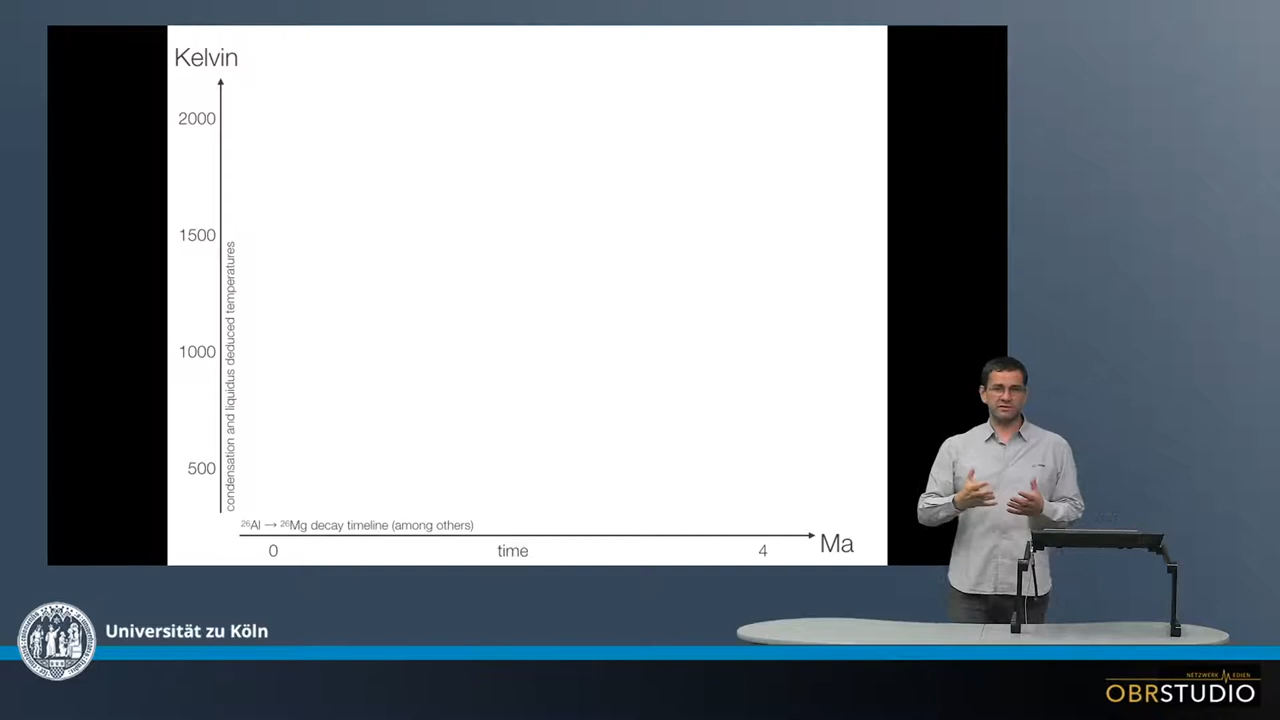 Kelvin
2000
1500
1000
500
condensation and liquidus deduced temperatures
²⁶Al → ²⁶Mg decay timeline (among others)
0 time 4 Ma
Universität zu Köln
NETZWERK MEDIEN
OBRSTUDIO